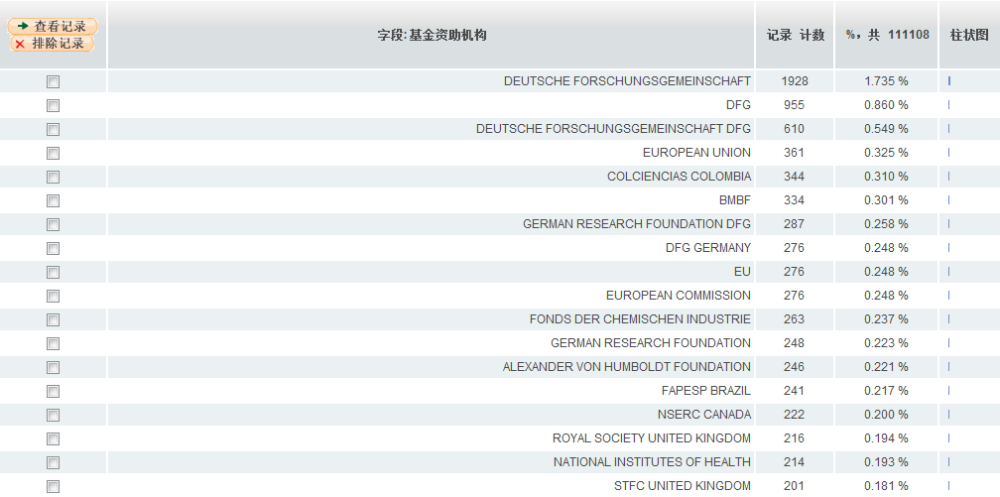 查看记录
排除记录
字段:基金资助机构 记录 计数 %，共 111108 柱状图
DEUTSCHE FORSCHUNGSGEMEINSCHAFT 1928 1.735 %
DFG 955 0.860 %
DEUTSCHE FORSCHUNGSGEMEINSCHAFT DFG 610 0.549 %
EUROPEAN UNION 361 0.325 %
COLCIENCIAS COLOMBIA 344 0.310 %
BMBF 334 0.301 %
GERMAN RESEARCH FOUNDATION DFG 287 0.258 %
DFG GERMANY 276 0.248 %
EU 276 0.248 %
EUROPEAN COMMISSION 276 0.248 %
FONDS DER CHEMISCHEN INDUSTRIE 263 0.237 %
GERMAN RESEARCH FOUNDATION 248 0.223 %
ALEXANDER VON HUMBOLDT FOUNDATION 246 0.221 %
FAPESP BRAZIL 241 0.217 %
NSERC CANADA 222 0.200 %
ROYAL SOCIETY UNITED KINGDOM 216 0.194 %
NATIONAL INSTITUTES OF HEALTH 214 0.193 %
STFC UNITED KINGDOM 201 0.181 %